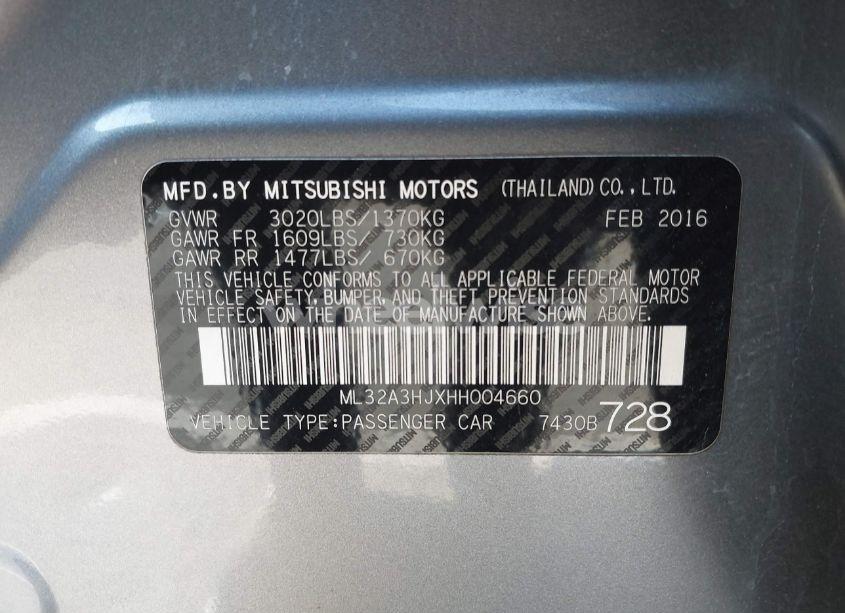 MFD.BY MITSUBISHI MOTORS (THAILAND)CO.,LTD.
GVWR 3020LBS/1370KG FEB 2016
GAWR FR 1609LBS/ 730KG
GAWR RR 1477LBS/ 670KG
THIS VEHICLE CONFORMS TO ALL APPLICABLE FEDERAL MOTOR
VEHICLE SAFETY, BUMPER, AND THEFT PREVENTION STANDARDS
IN EFFECT ON THE DATE OF MANUFACTURE SHOWN ABOVE.
ML32A3HJXHH004660
VEHICLE TYPE:PASSENGER CAR 7430B 728